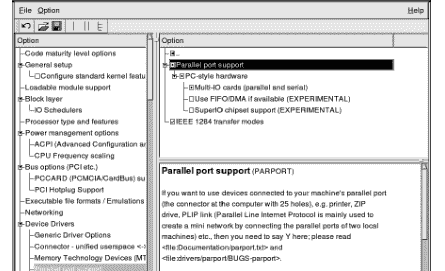 File Option
Help
Option
Code maturity level options
General setup
Configure standard kernel featu
Loadable module support
Block layer
IO Schedulers
Processor type and features
Power management options
ACPI (Advanced Configuration ar
CPU Frequency scaling
Bus options (PCI etc.)
PCCARD (PCMCIA/CardBus) su
PCI Hotplug Support
Executable file formats / Emulations
Networking
Device Drivers
Generic Driver Options
Connector - unified userspace <->
Memory Technology Devices (MT
Option
..
Parallel port support
PC-style hardware
Multi-IO cards (parallel and serial)
Use FIFO/DMA if available (EXPERIMENTAL)
SuperIO chipset support (EXPERIMENTAL)
IEEE 1284 transfer modes
Parallel port support (PARPORT)
If you want to use devices connected to your machine's parallel port
(the connector at the computer with 25 holes), e.g. printer, ZIP
drive, PLIP link (Parallel Line Internet Protocol is mainly used to
create a mini network by connecting the parallel ports of two local
machines) etc., then you need to say Y here; please read
<file:Documentation/parport.txt> and
<file:drivers/parport/BUGS-parport>.